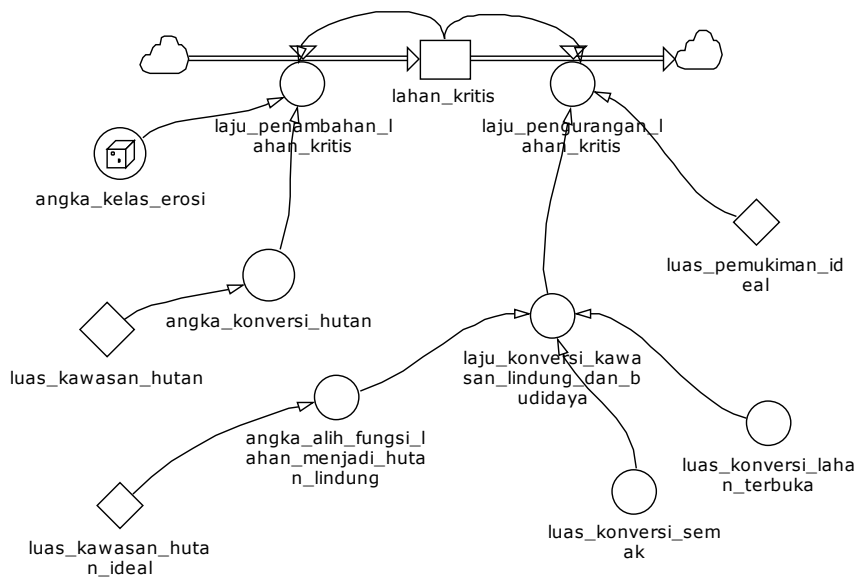 lahan_kritis
laju_penambahan_l
ahan_kritis
laju_pengurangan_l
ahan_kritis
angka_kelas_erosi
luas_pemukiman_id
eal
angka_konversi_hutan
luas_kawasan_hutan
laju_konversi_kawa
san_lindung_dan_b
udidaya
angka_alih_fungsi_l
ahan_menjadi_huta
n_lindung
luas_konversi_laha
n_terbuka
luas_konversi_sem
ak
luas_kawasan_huta
n_ideal